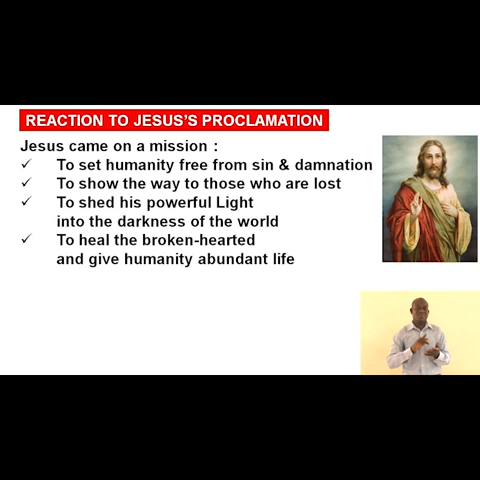 REACTION TO JESUS'S PROCLAMATION
Jesus came on a mission :
✓ To set humanity free from sin & damnation
✓ To show the way to those who are lost
✓ To shed his powerful Light
into the darkness of the world
✓ To heal the broken-hearted
and give humanity abundant life